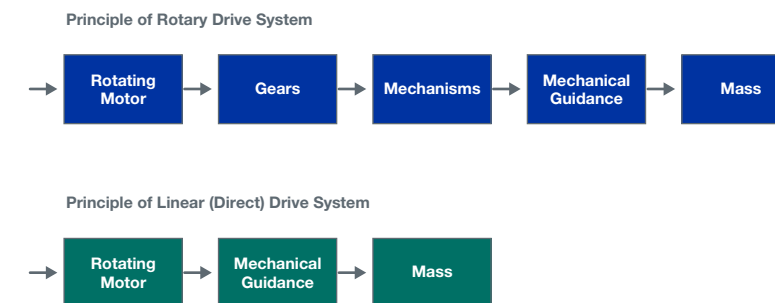 Principle of Rotary Drive System
Rotating
Motor
Gears
Mechanisms
Mechanical
Guidance
Mass
Principle of Linear (Direct) Drive System
Rotating
Motor
Mechanical
Guidance
Mass